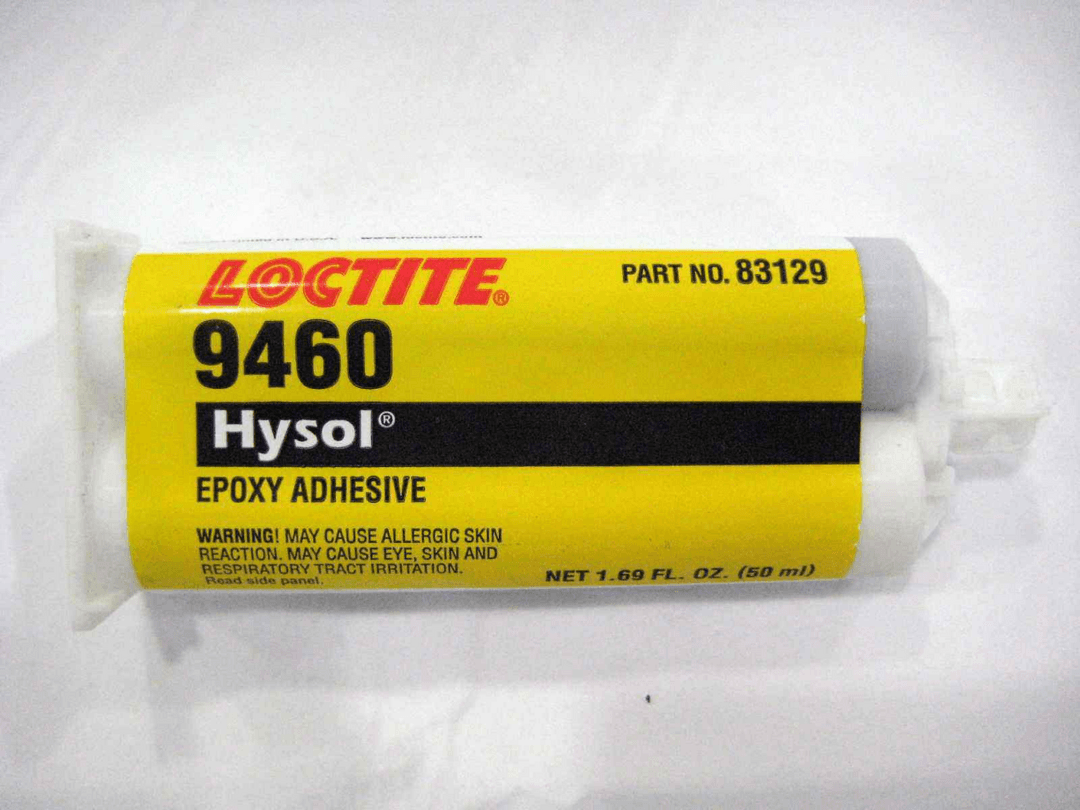 LOCTITE®
PART NO. 83129
9460
Hysol®
EPOXY ADHESIVE
WARNING! MAY CAUSE ALLERGIC SKIN
REACTION. MAY CAUSE EYE, SKIN AND
RESPIRATORY TRACT IRRITATION.
Read side panel.
NET 1.69 FL. OZ. (50 ml)